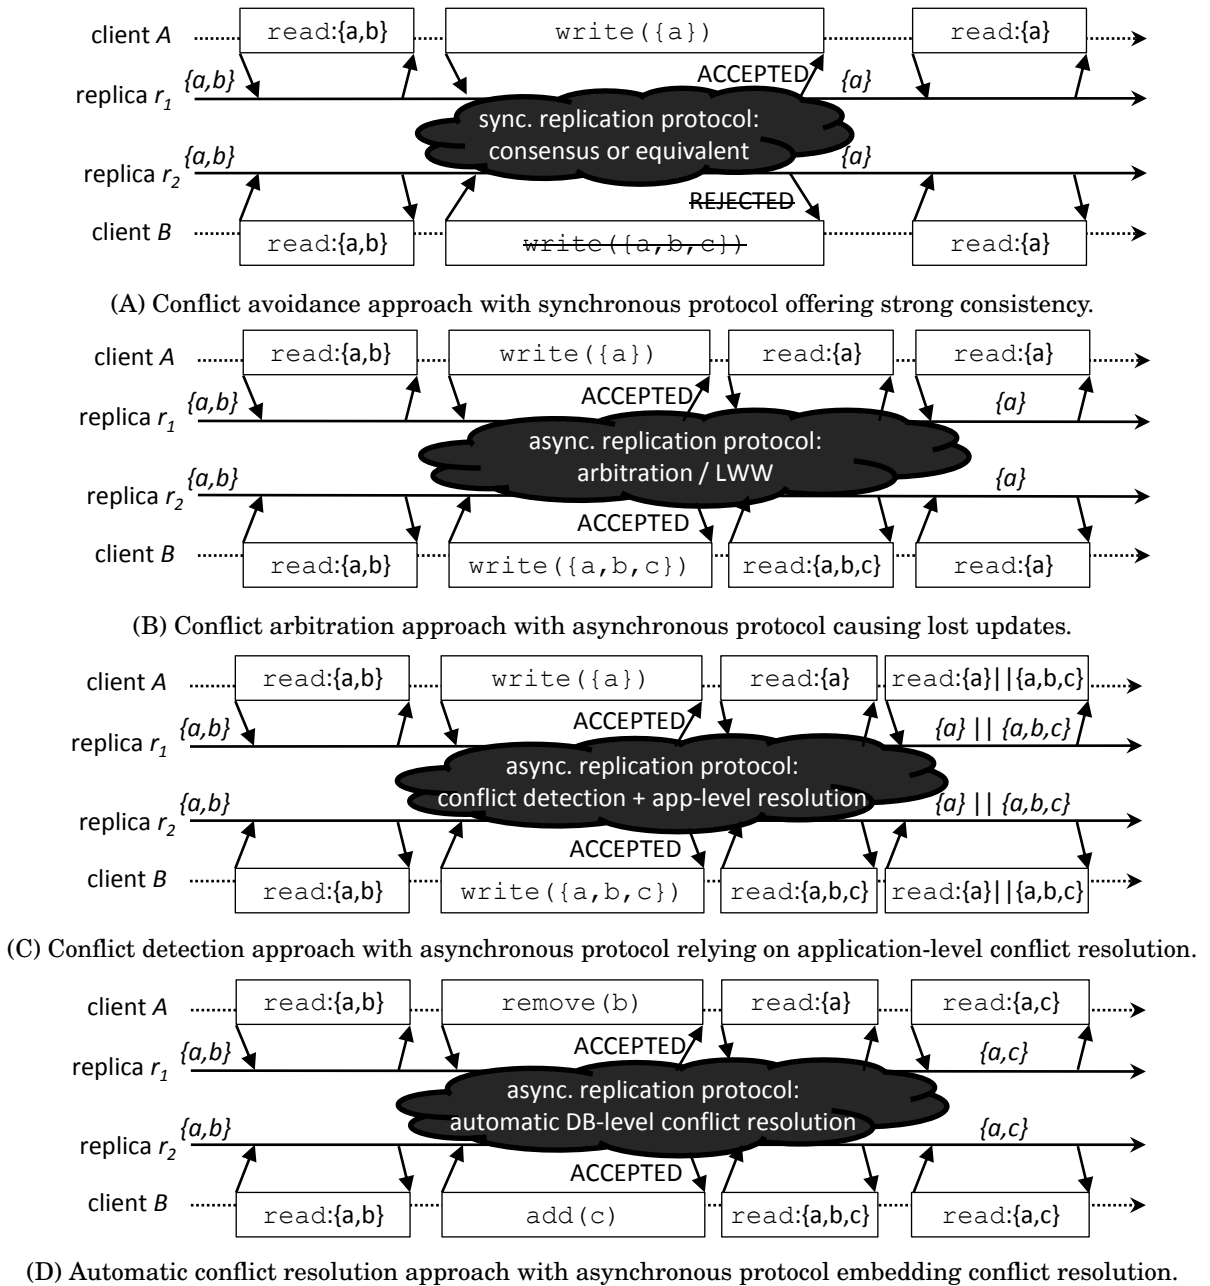 client A read:{a,b} write({a}) read:{a}
ACCEPTED
replica r1 {a,b} {a}
sync. replication protocol:
consensus or equivalent
replica r2 {a,b} {a}
REJECTED
client B read:{a,b} write({a,b,c}) read:{a}
(A) Conflict avoidance approach with synchronous protocol offering strong consistency.
client A read:{a,b} write({a}) read:{a} read:{a}
ACCEPTED
replica r1 {a,b} {a}
async. replication protocol:
arbitration / LWW
replica r2 {a,b} {a}
ACCEPTED
client B read:{a,b} write({a,b,c}) read:{a,b,c} read:{a}
(B) Conflict arbitration approach with asynchronous protocol causing lost updates.
client A read:{a,b} write({a}) read:{a} read:{a}||{a,b,c}
ACCEPTED
replica r1 {a,b} {a} || {a,b,c}
async. replication protocol:
conflict detection + app-level resolution
replica r2 {a,b} {a} || {a,b,c}
ACCEPTED
client B read:{a,b} write({a,b,c}) read:{a,b,c} read:{a}||{a,b,c}
(C) Conflict detection approach with asynchronous protocol relying on application-level conflict resolution.
client A read:{a,b} remove(b) read:{a} read:{a,c}
ACCEPTED
replica r1 {a,b} {a,c}
async. replication protocol:
automatic DB-level conflict resolution
replica r2 {a,b} {a,c}
ACCEPTED
client B read:{a,b} add(c) read:{a,b,c} read:{a,c}
(D) Automatic conflict resolution approach with asynchronous protocol embedding conflict resolution.